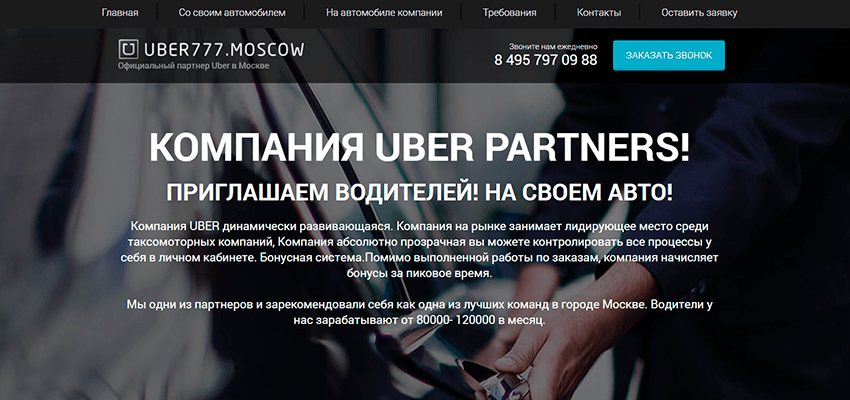 Главная Со своим автомобилем На автомобиле компании Требования Контакты Оставить заявку
UBER777.MOSCOW
Официальный партнер Uber в Москве
Звоните нам ежедневно
8 495 797 09 88
ЗАКАЗАТЬ ЗВОНОК
КОМПАНИЯ UBER PARTNERS!
ПРИГЛАШАЕМ ВОДИТЕЛЕЙ! НА СВОЕМ АВТО!
Компания UBER динамически развивающаяся. Компания на рынке занимает лидирующее место среди
таксомоторных компаний, Компания абсолютно прозрачная вы можете контролировать все процессы у
себя в личном кабинете. Бонусная система.Помимо выполненной работы по заказам, компания начисляет
бонусы за пиковое время.
Мы одни из партнеров и зарекомендовали себя как одна из лучших команд в городе Москве. Водители у
нас зарабатывают от 80000- 120000 в месяц.